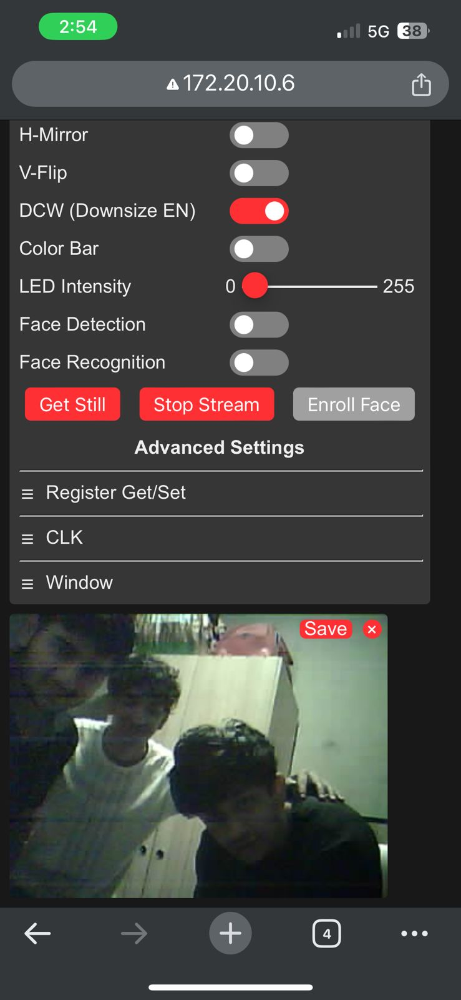 2:54
5G 38
172.20.10.6
H-Mirror
V-Flip
DCW (Downsize EN)
Color Bar
LED Intensity 0 255
Face Detection
Face Recognition
Get Still Stop Stream Enroll Face
Advanced Settings
Register Get/Set
CLK
Window
Save ×
4